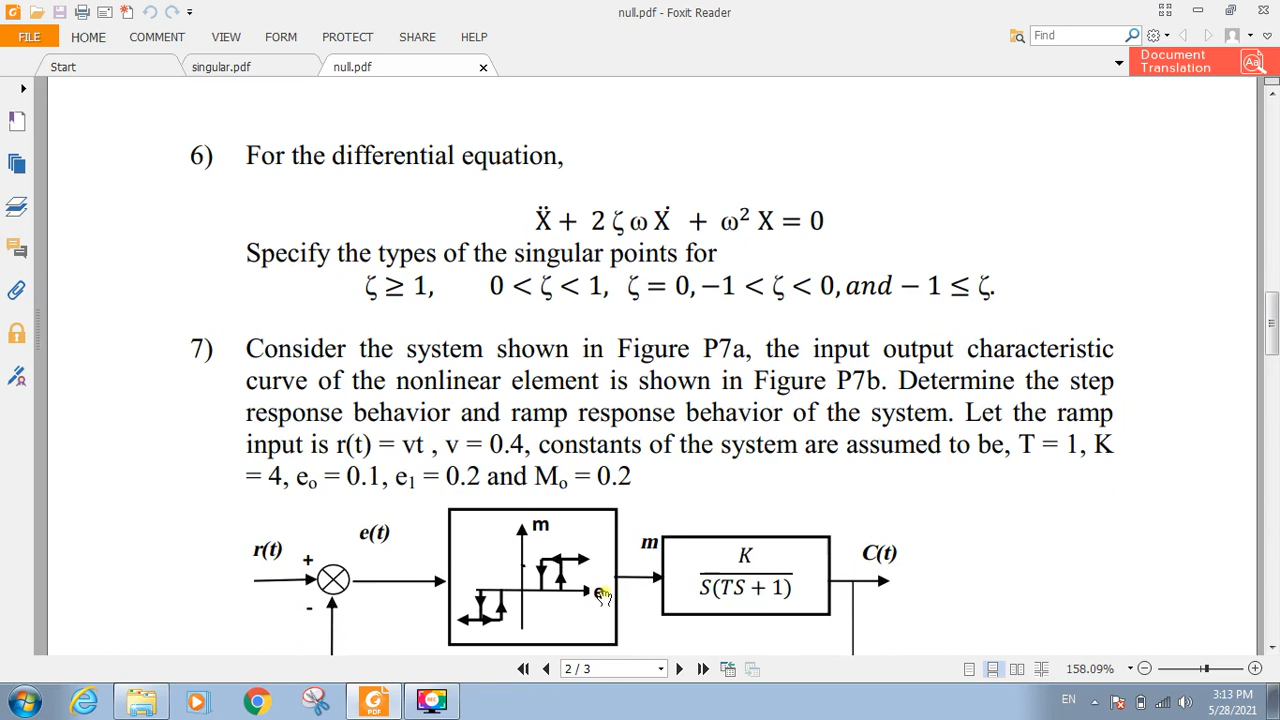 null.pdf - Foxit Reader
FILE HOME COMMENT VIEW FORM PROTECT SHARE HELP Find
Start singular.pdf null.pdf Document Translation
6) For the differential equation,
Ẍ + 2 ζ ω Ẋ + ω² X = 0
Specify the types of the singular points for
ζ ≥ 1, 0 < ζ < 1, ζ = 0, −1 < ζ < 0, and − 1 ≤ ζ.
7) Consider the system shown in Figure P7a, the input output characteristic
curve of the nonlinear element is shown in Figure P7b. Determine the step
response behavior and ramp response behavior of the system. Let the ramp
input is r(t) = vt , v = 0.4, constants of the system are assumed to be, T = 1, K
= 4, eₒ = 0.1, e₁ = 0.2 and Mₒ = 0.2
r(t) + e(t) m m K C(t)
S(TS + 1)
e
-
2 / 3 158.09%
EN 3:13 PM
5/28/2021